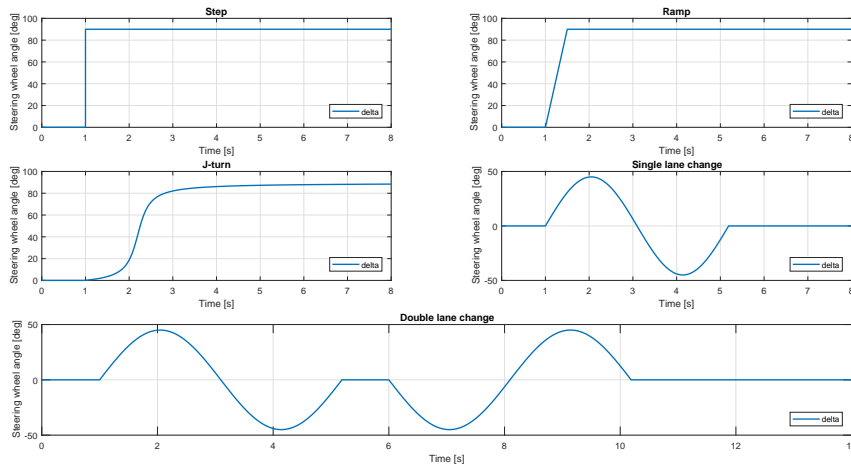 Step
Steering wheel angle [deg]
100
80
60
40
20
0
delta
0 1 2 3 4 5 6 7 8
Time [s]
Ramp
Steering wheel angle [deg]
100
80
60
40
20
0
delta
0 1 2 3 4 5 6 7 8
Time [s]
J-turn
Steering wheel angle [deg]
100
80
60
40
20
0
delta
0 1 2 3 4 5 6 7 8
Time [s]
Single lane change
Steering wheel angle [deg]
50
0
-50
delta
0 1 2 3 4 5 6 7 8
Time [s]
Double lane change
Steering wheel angle [deg]
50
0
-50
delta
0 2 4 6 8 10 12 14
Time [s]